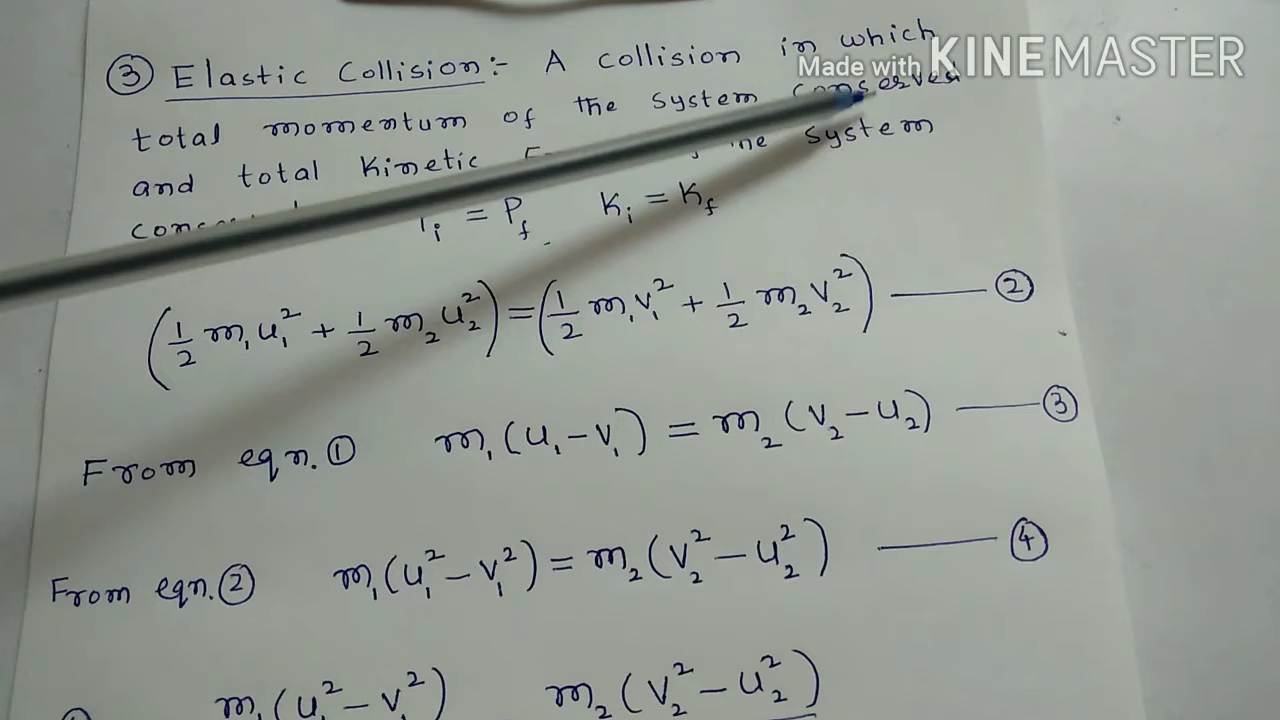 ③ Elastic Collision:- A collision in which
Made with KINEMASTER
total momentum of the system conserves
and total Kinetic the system
= P_f K_i = K_f
(1/2 m₁u₁² + 1/2 m₂u₂²) = (1/2 m₁v₁² + 1/2 m₂v₂²) —— ②
From eqn. ① m₁(u₁ - v₁) = m₂(v₂ - u₂) —— ③
From eqn. ② m₁(u₁² - v₁²) = m₂(v₂² - u₂²) —— ④
m₁(u₁² - v₁²) m₂(v₂² - u₂²)